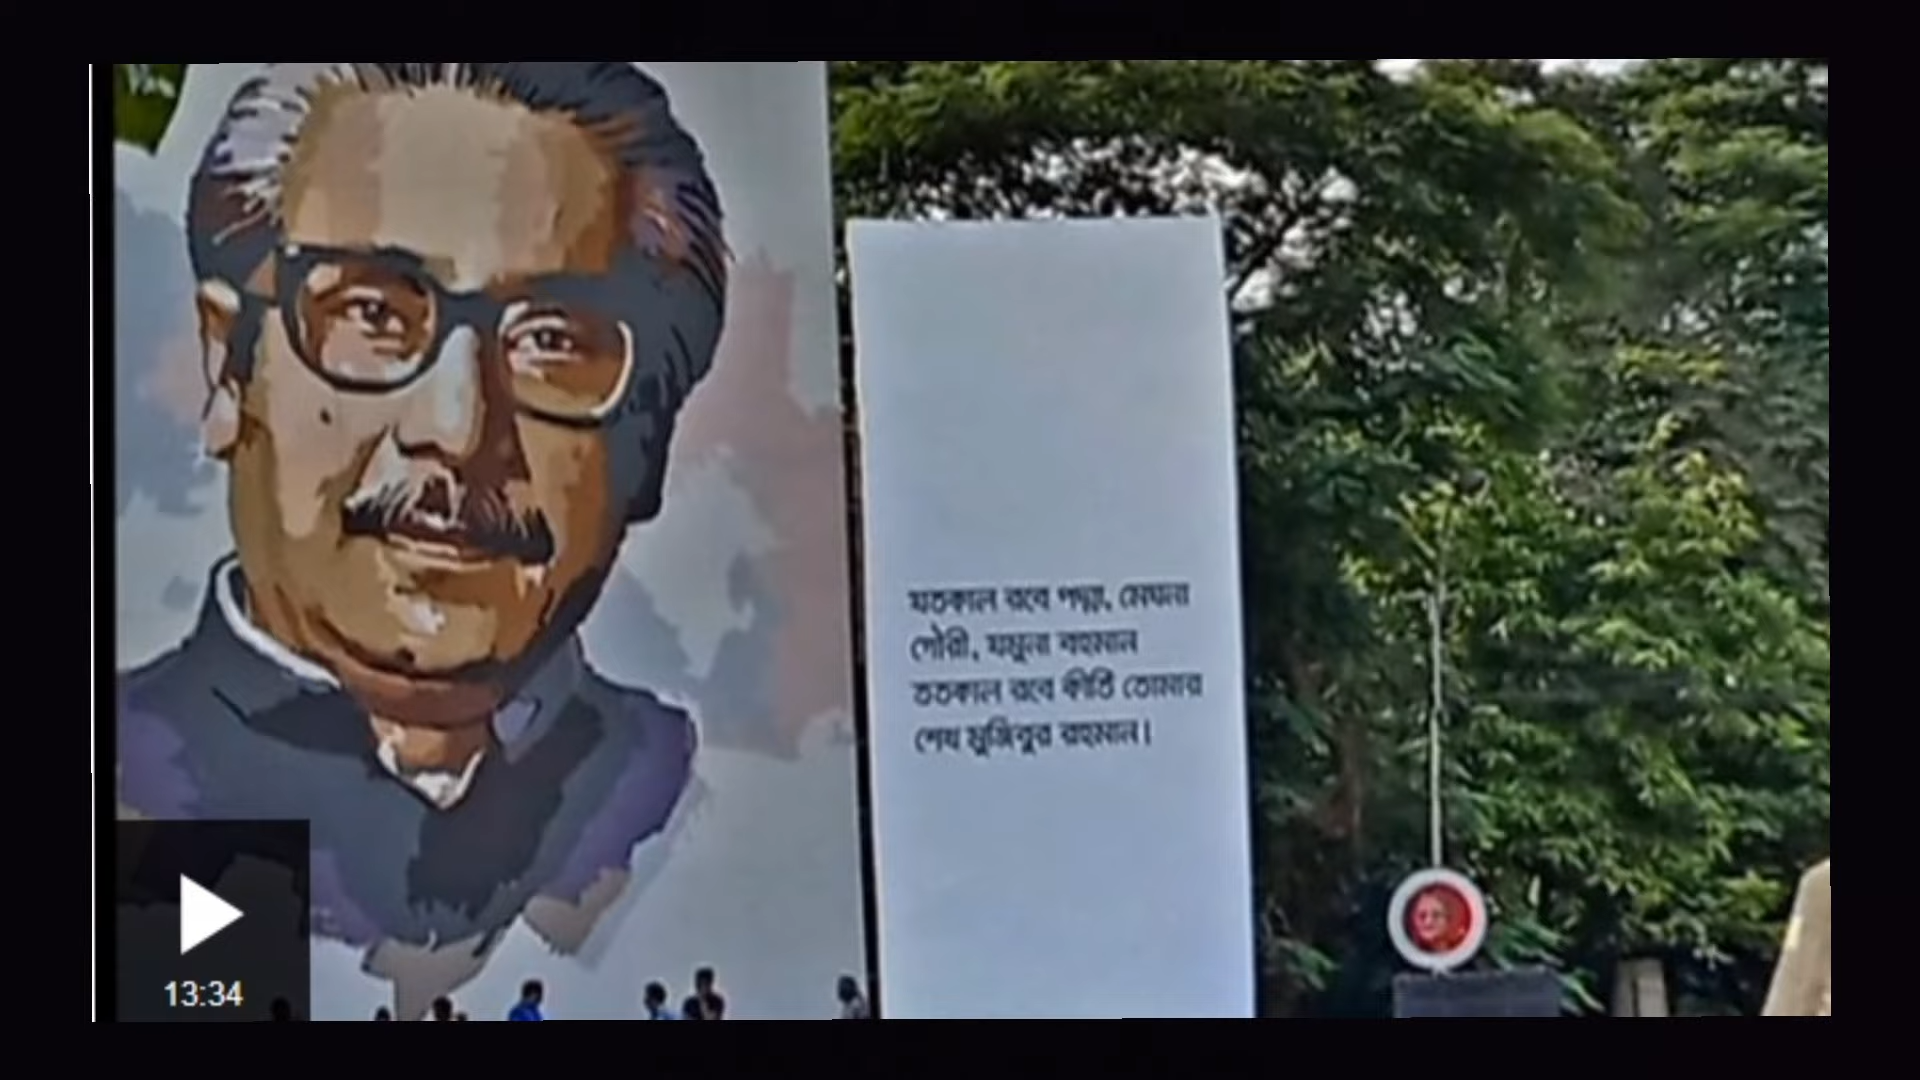 যতকাল রবে পদ্মা, মেঘনা
গৌরী, যমুনা বহমান
ততকাল রবে কীর্তি তোমার
শেখ মুজিবুর রহমান।
13:34